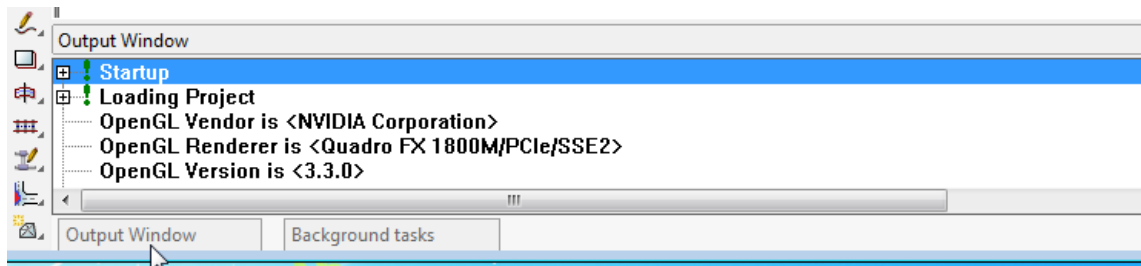 Output Window
Startup
Loading Project
OpenGL Vendor is <NVIDIA Corporation>
OpenGL Renderer is <Quadro FX 1800M/PCIe/SSE2>
OpenGL Version is <3.3.0>
Output Window Background tasks